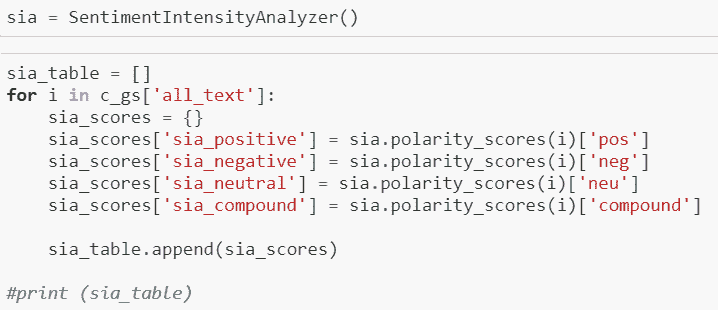 sia = SentimentIntensityAnalyzer()
sia_table = []
for i in c_gs['all_text']:
    sia_scores = {}
    sia_scores['sia_positive'] = sia.polarity_scores(i)['pos']
    sia_scores['sia_negative'] = sia.polarity_scores(i)['neg']
    sia_scores['sia_neutral'] = sia.polarity_scores(i)['neu']
    sia_scores['sia_compound'] = sia.polarity_scores(i)['compound']
    sia_table.append(sia_scores)
#print (sia_table)